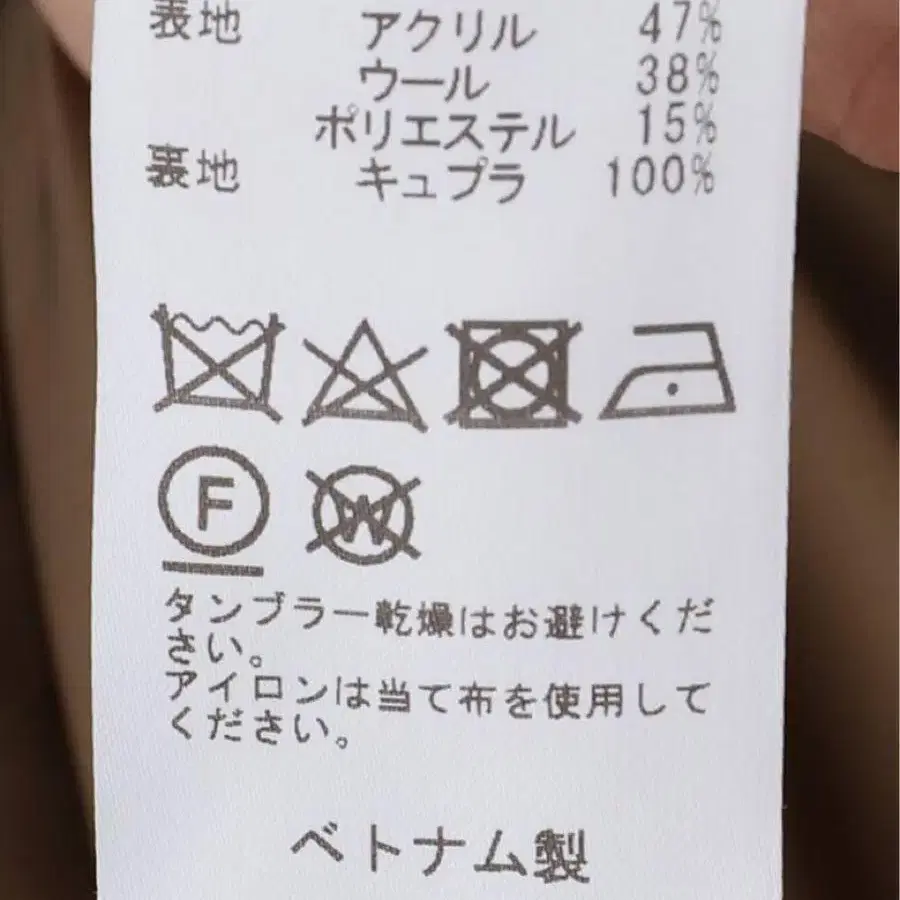 表地 アクリル 47%
ウール 38%
ポリエステル 15%
裏地 キュプラ 100%
F W
タンブラー乾燥はお避けくだ
さい。
アイロンは当て布を使用して
ください。
ベトナム製